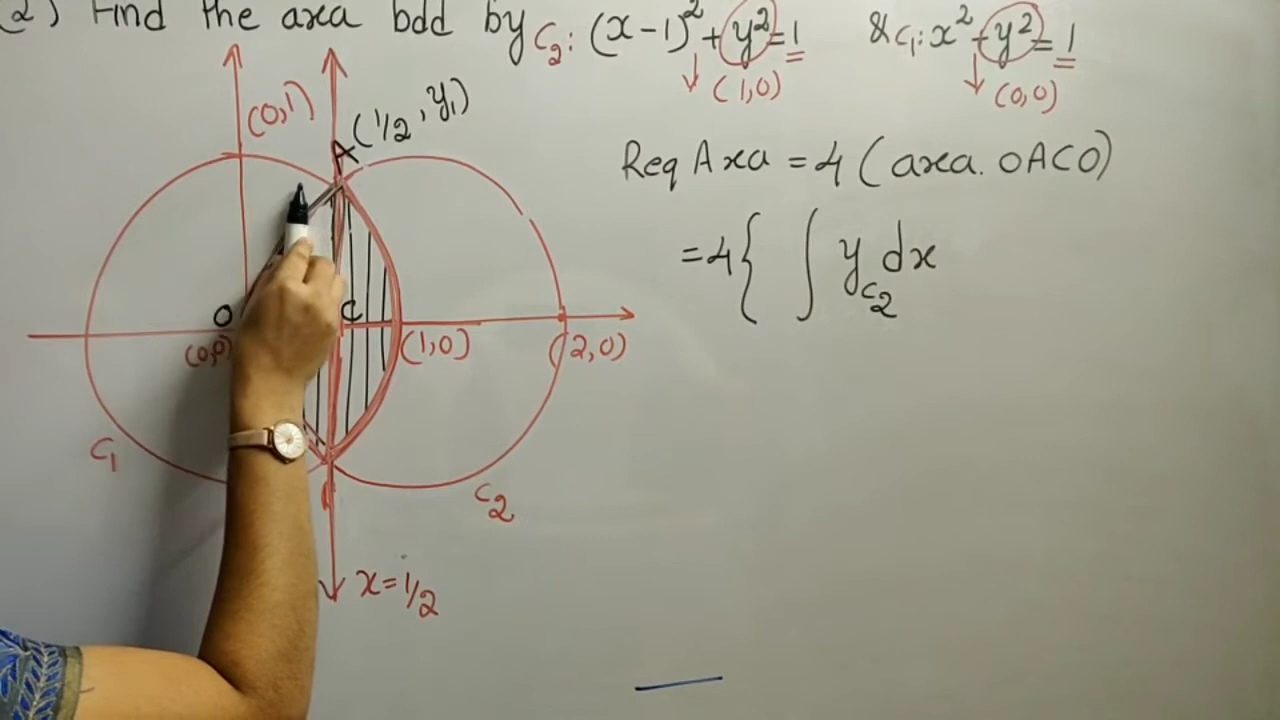 2) Find the area bdd by C2: (x-1)² + y² = 1 & C1: x² + y² = 1
(1,0) (0,0)
(0,1)
A(1/2, y1)
Req Area = 4 (area. OACO)
= 4{ ∫ yC2 dx
O C
(0,0) (1,0) (2,0)
C1
C2
x = 1/2